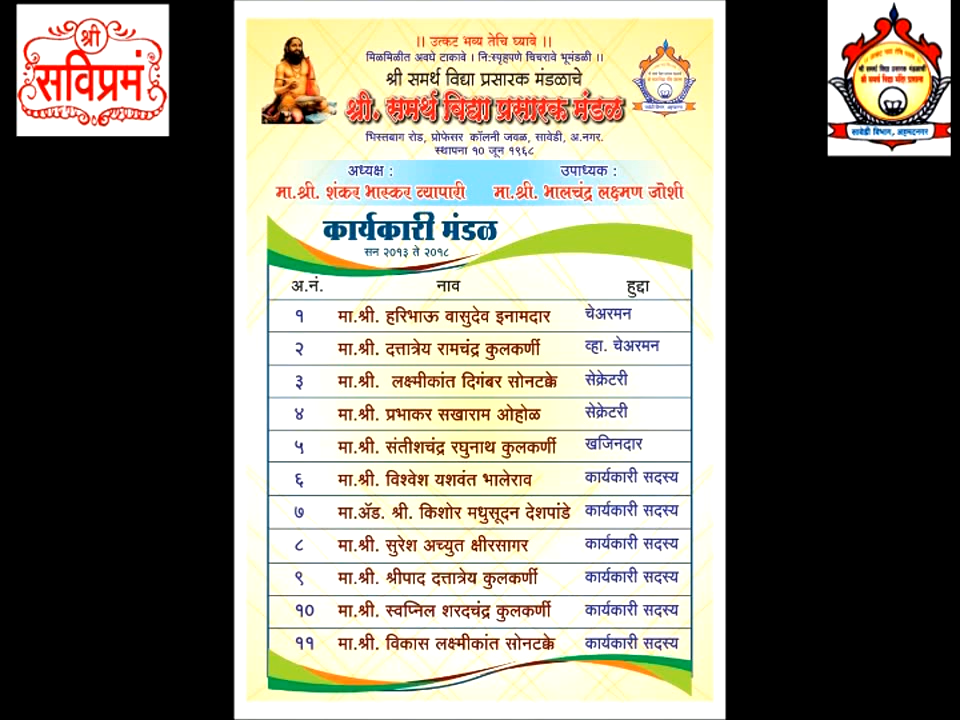 श्री
सविप्रमं
|| उत्कट भव्य तेचि घ्यावे ||
मिळमिळीत अवघे टाकावे । नि:स्पृहपणे विचरावे भूमंडळी ।।
श्री समर्थ विद्या प्रसारक मंडळाचे
श्री. समर्थ विद्या प्रसारक मंडळ
भिस्तबाग रोड, प्रोफेसर कॉलनी जवळ, सावेडी, अ.नगर.
स्थापना १० जून १९६८
अध्यक्ष : उपाध्यक :
मा.श्री. शंकर भास्कर व्यापारी मा.श्री. भालचंद्र लक्ष्मण जोशी
कार्यकारी मंडळ
सन २०१३ ते २०१८
अ.नं. नाव हुद्दा
१ मा.श्री. हरिभाऊ वासुदेव इनामदार चेअरमन
२ मा.श्री. दत्तात्रेय रामचंद्र कुलकर्णी व्हा. चेअरमन
३ मा.श्री. लक्ष्मीकांत दिगंबर सोनटक्के सेक्रेटरी
४ मा.श्री. प्रभाकर सखाराम ओहोळ सेक्रेटरी
५ मा.श्री. संतीशचंद्र रघुनाथ कुलकर्णी खजिनदार
६ मा.श्री. विश्वेश यशवंत भालेराव कार्यकारी सदस्य
७ मा.ॲड. श्री. किशोर मधुसूदन देशपांडे कार्यकारी सदस्य
८ मा.श्री. सुरेश अच्युत क्षीरसागर कार्यकारी सदस्य
९ मा.श्री. श्रीपाद दत्तात्रेय कुलकर्णी कार्यकारी सदस्य
१० मा.श्री. स्वप्निल शरदचंद्र कुलकर्णी कार्यकारी सदस्य
११ मा.श्री. विकास लक्ष्मीकांत सोनटक्के कार्यकारी सदस्य
श्री समर्थ विद्या प्रसारक मंडळाची
सावेडी विभाग, अहमदनगर